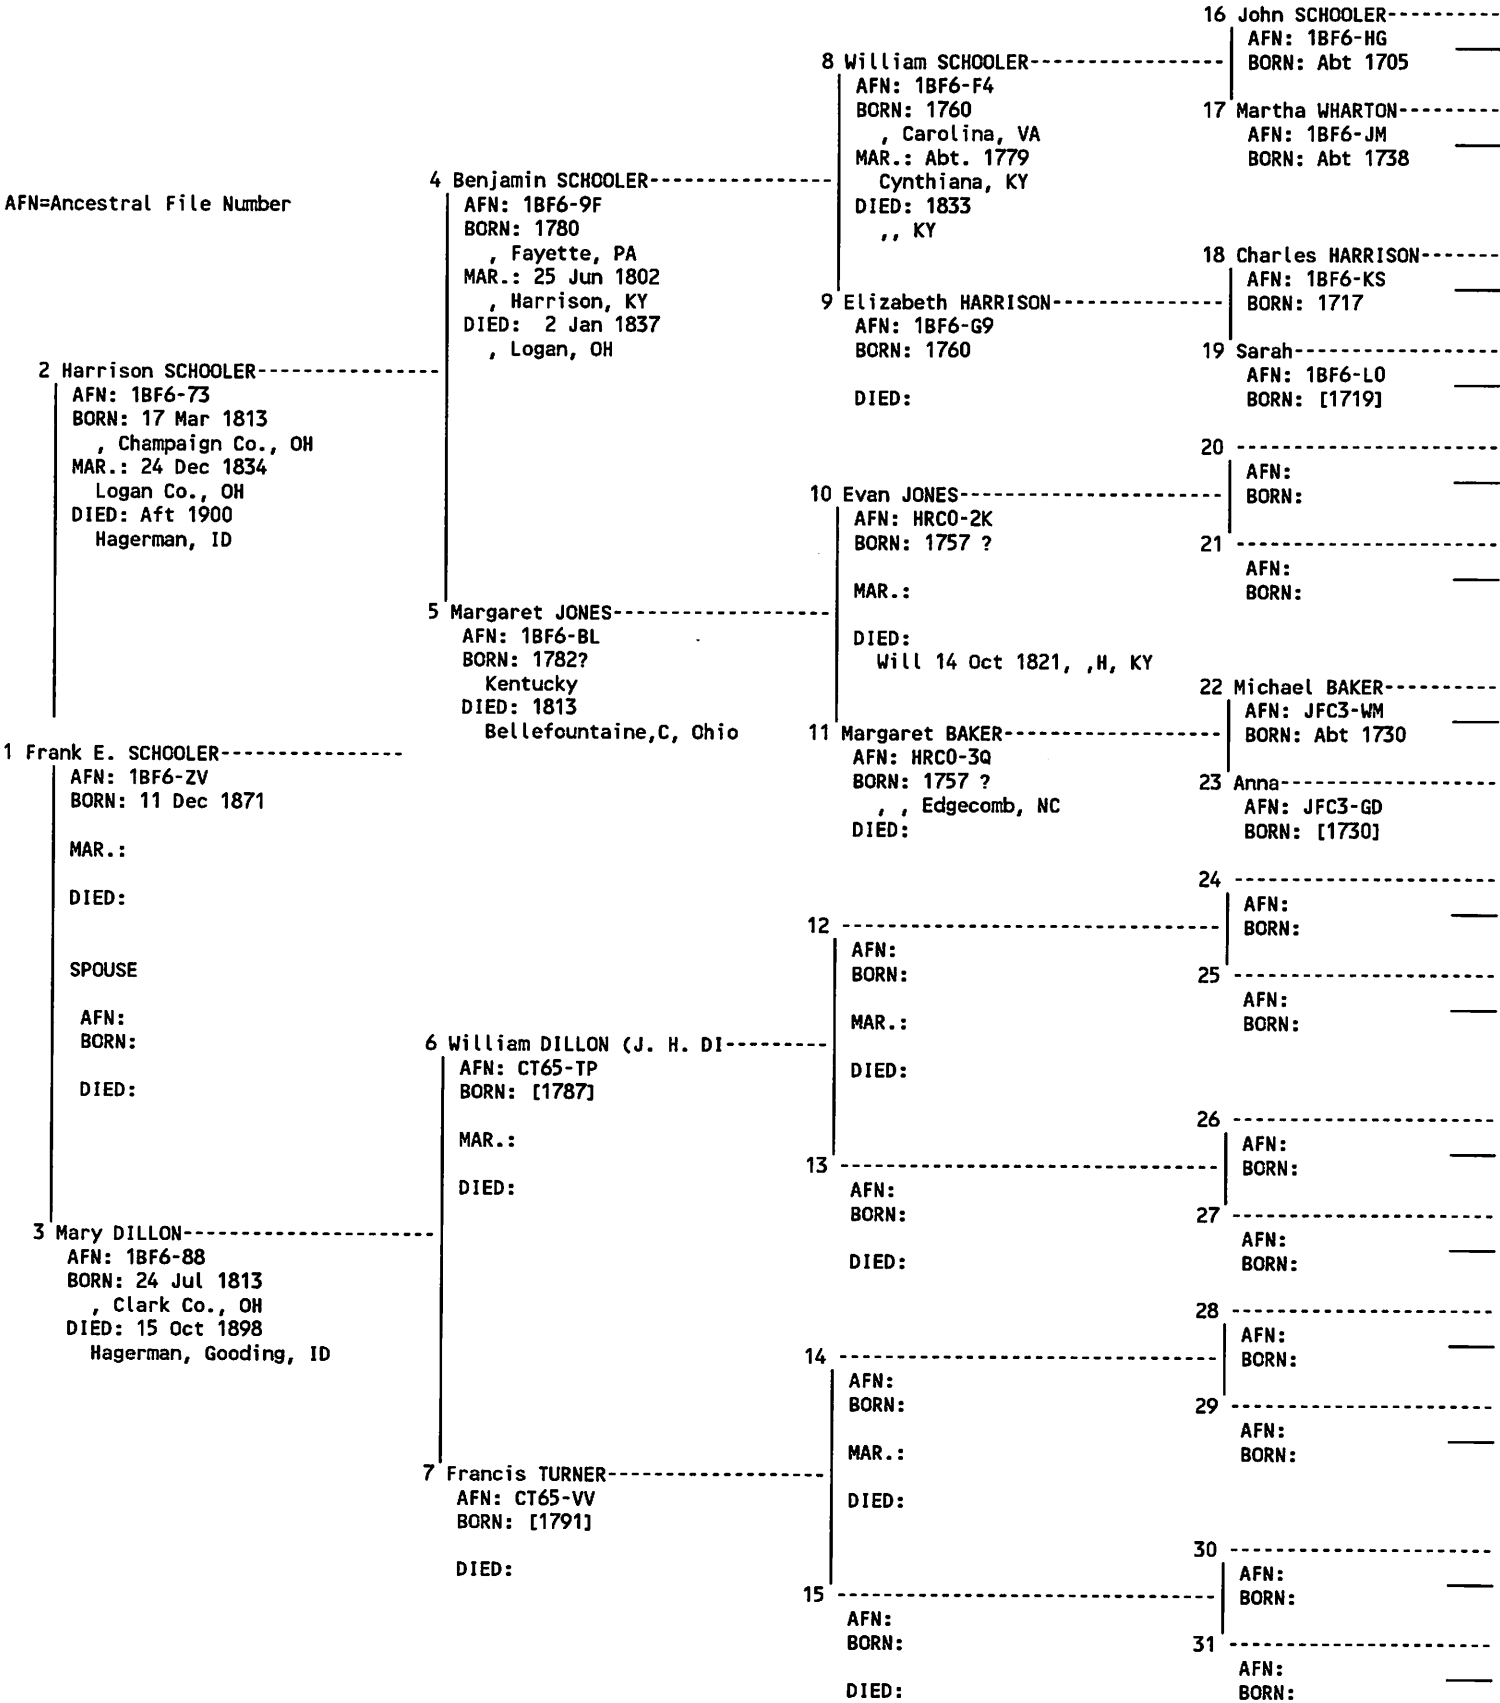 AFN=Ancestral File Number
1 Frank E. SCHOOLER
AFN: 1BF6-ZV
BORN: 11 Dec 1871
MAR.:
DIED:
SPOUSE
AFN:
BORN:
DIED:
2 Harrison SCHOOLER
AFN: 1BF6-73
BORN: 17 Mar 1813
, Champaign Co., OH
MAR.: 24 Dec 1834
Logan Co., OH
DIED: Aft 1900
Hagerman, ID
3 Mary DILLON
AFN: 1BF6-88
BORN: 24 Jul 1813
, Clark Co., OH
DIED: 15 Oct 1898
Hagerman, Gooding, ID
4 Benjamin SCHOOLER
AFN: 1BF6-9F
BORN: 1780
, Fayette, PA
MAR.: 25 Jun 1802
, Harrison, KY
DIED: 2 Jan 1837
, Logan, OH
5 Margaret JONES
AFN: 1BF6-BL
BORN: 1782?
Kentucky
DIED: 1813
Bellefountaine,C, Ohio
6 William DILLON (J. H. DI
AFN: CT65-TP
BORN: [1787]
MAR.:
DIED:
7 Francis TURNER
AFN: CT65-VV
BORN: [1791]
DIED:
8 William SCHOOLER
AFN: 1BF6-F4
BORN: 1760
, Carolina, VA
MAR.: Abt. 1779
Cynthiana, KY
DIED: 1833
,, KY
9 Elizabeth HARRISON
AFN: 1BF6-G9
BORN: 1760
DIED:
10 Evan JONES
AFN: HRC0-2K
BORN: 1757 ?
MAR.:
DIED:
Will 14 Oct 1821, ,H, KY
11 Margaret BAKER
AFN: HRC0-3Q
BORN: 1757 ?
, , Edgecomb, NC
DIED:
12
AFN:
BORN:
MAR.:
DIED:
13
AFN:
BORN:
DIED:
14
AFN:
BORN:
MAR.:
DIED:
15
AFN:
BORN:
DIED:
16 John SCHOOLER
AFN: 1BF6-HG
BORN: Abt 1705
17 Martha WHARTON
AFN: 1BF6-JM
BORN: Abt 1738
18 Charles HARRISON
AFN: 1BF6-KS
BORN: 1717
19 Sarah
AFN: 1BF6-L0
BORN: [1719]
20
AFN:
BORN:
21
AFN:
BORN:
22 Michael BAKER
AFN: JFC3-WM
BORN: Abt 1730
23 Anna
AFN: JFC3-GD
BORN: [1730]
24
AFN:
BORN:
25
AFN:
BORN:
26
AFN:
BORN:
27
AFN:
BORN:
28
AFN:
BORN:
29
AFN:
BORN:
30
AFN:
BORN:
31
AFN:
BORN: